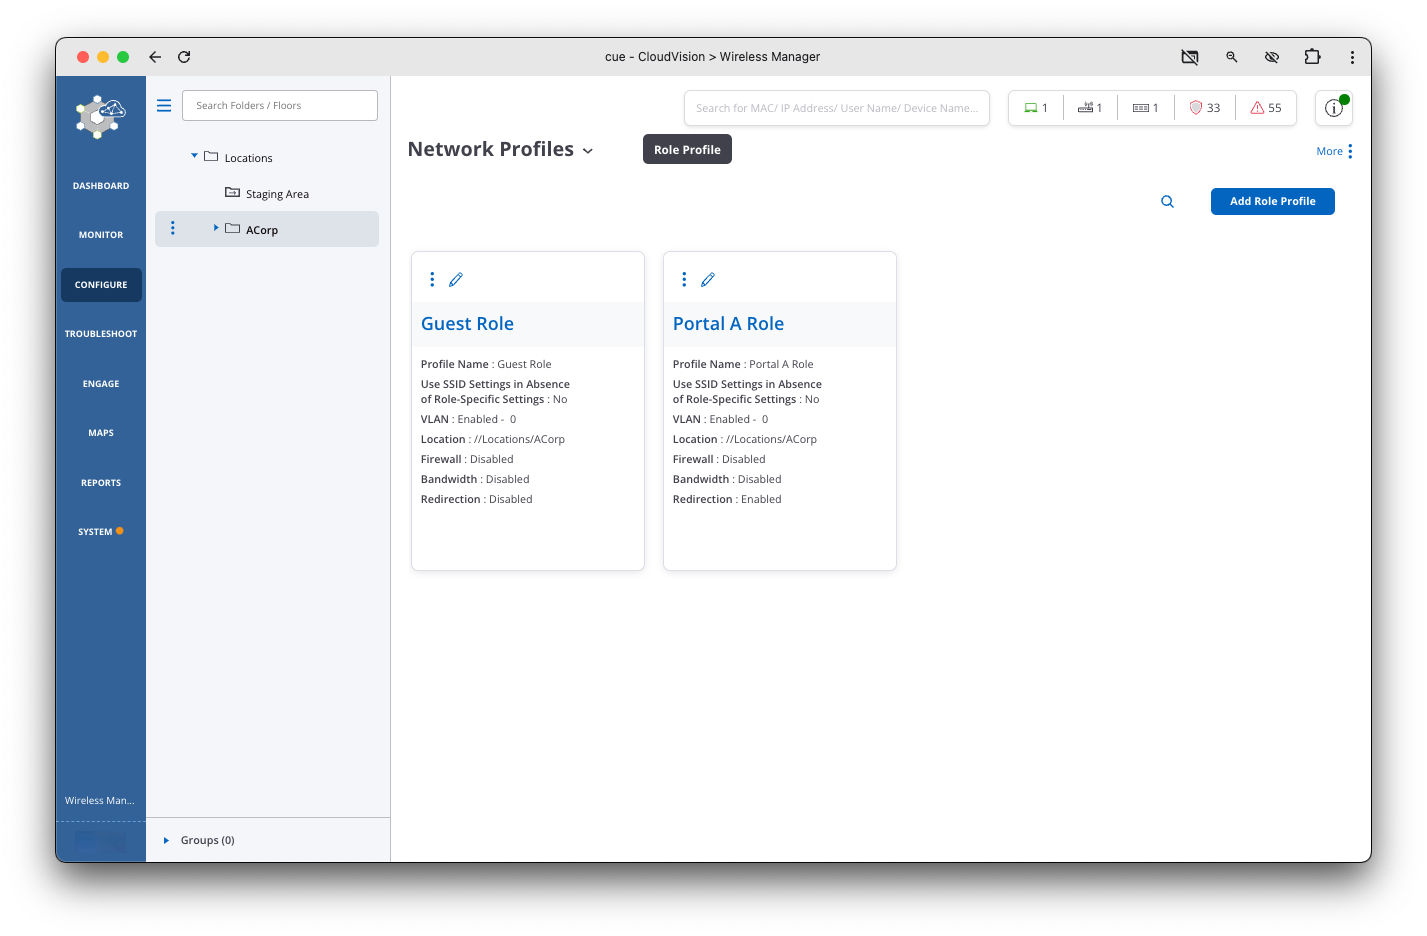 cue - CloudVision > Wireless Manager
Search Folders / Floors
Search for MAC/ IP Address/ User Name/ Device Name...
1
1
1
33
55
DASHBOARD
MONITOR
CONFIGURE
TROUBLESHOOT
ENGAGE
MAPS
REPORTS
SYSTEM
Wireless Man...
Locations
Staging Area
ACorp
Groups (0)
Network Profiles
Role Profile
More
Add Role Profile
Guest Role
Profile Name : Guest Role
Use SSID Settings in Absence
of Role-Specific Settings : No
VLAN : Enabled - 0
Location : //Locations/ACorp
Firewall : Disabled
Bandwidth : Disabled
Redirection : Disabled
Portal A Role
Profile Name : Portal A Role
Use SSID Settings in Absence
of Role-Specific Settings : No
VLAN : Enabled - 0
Location : //Locations/ACorp
Firewall : Disabled
Bandwidth : Disabled
Redirection : Enabled